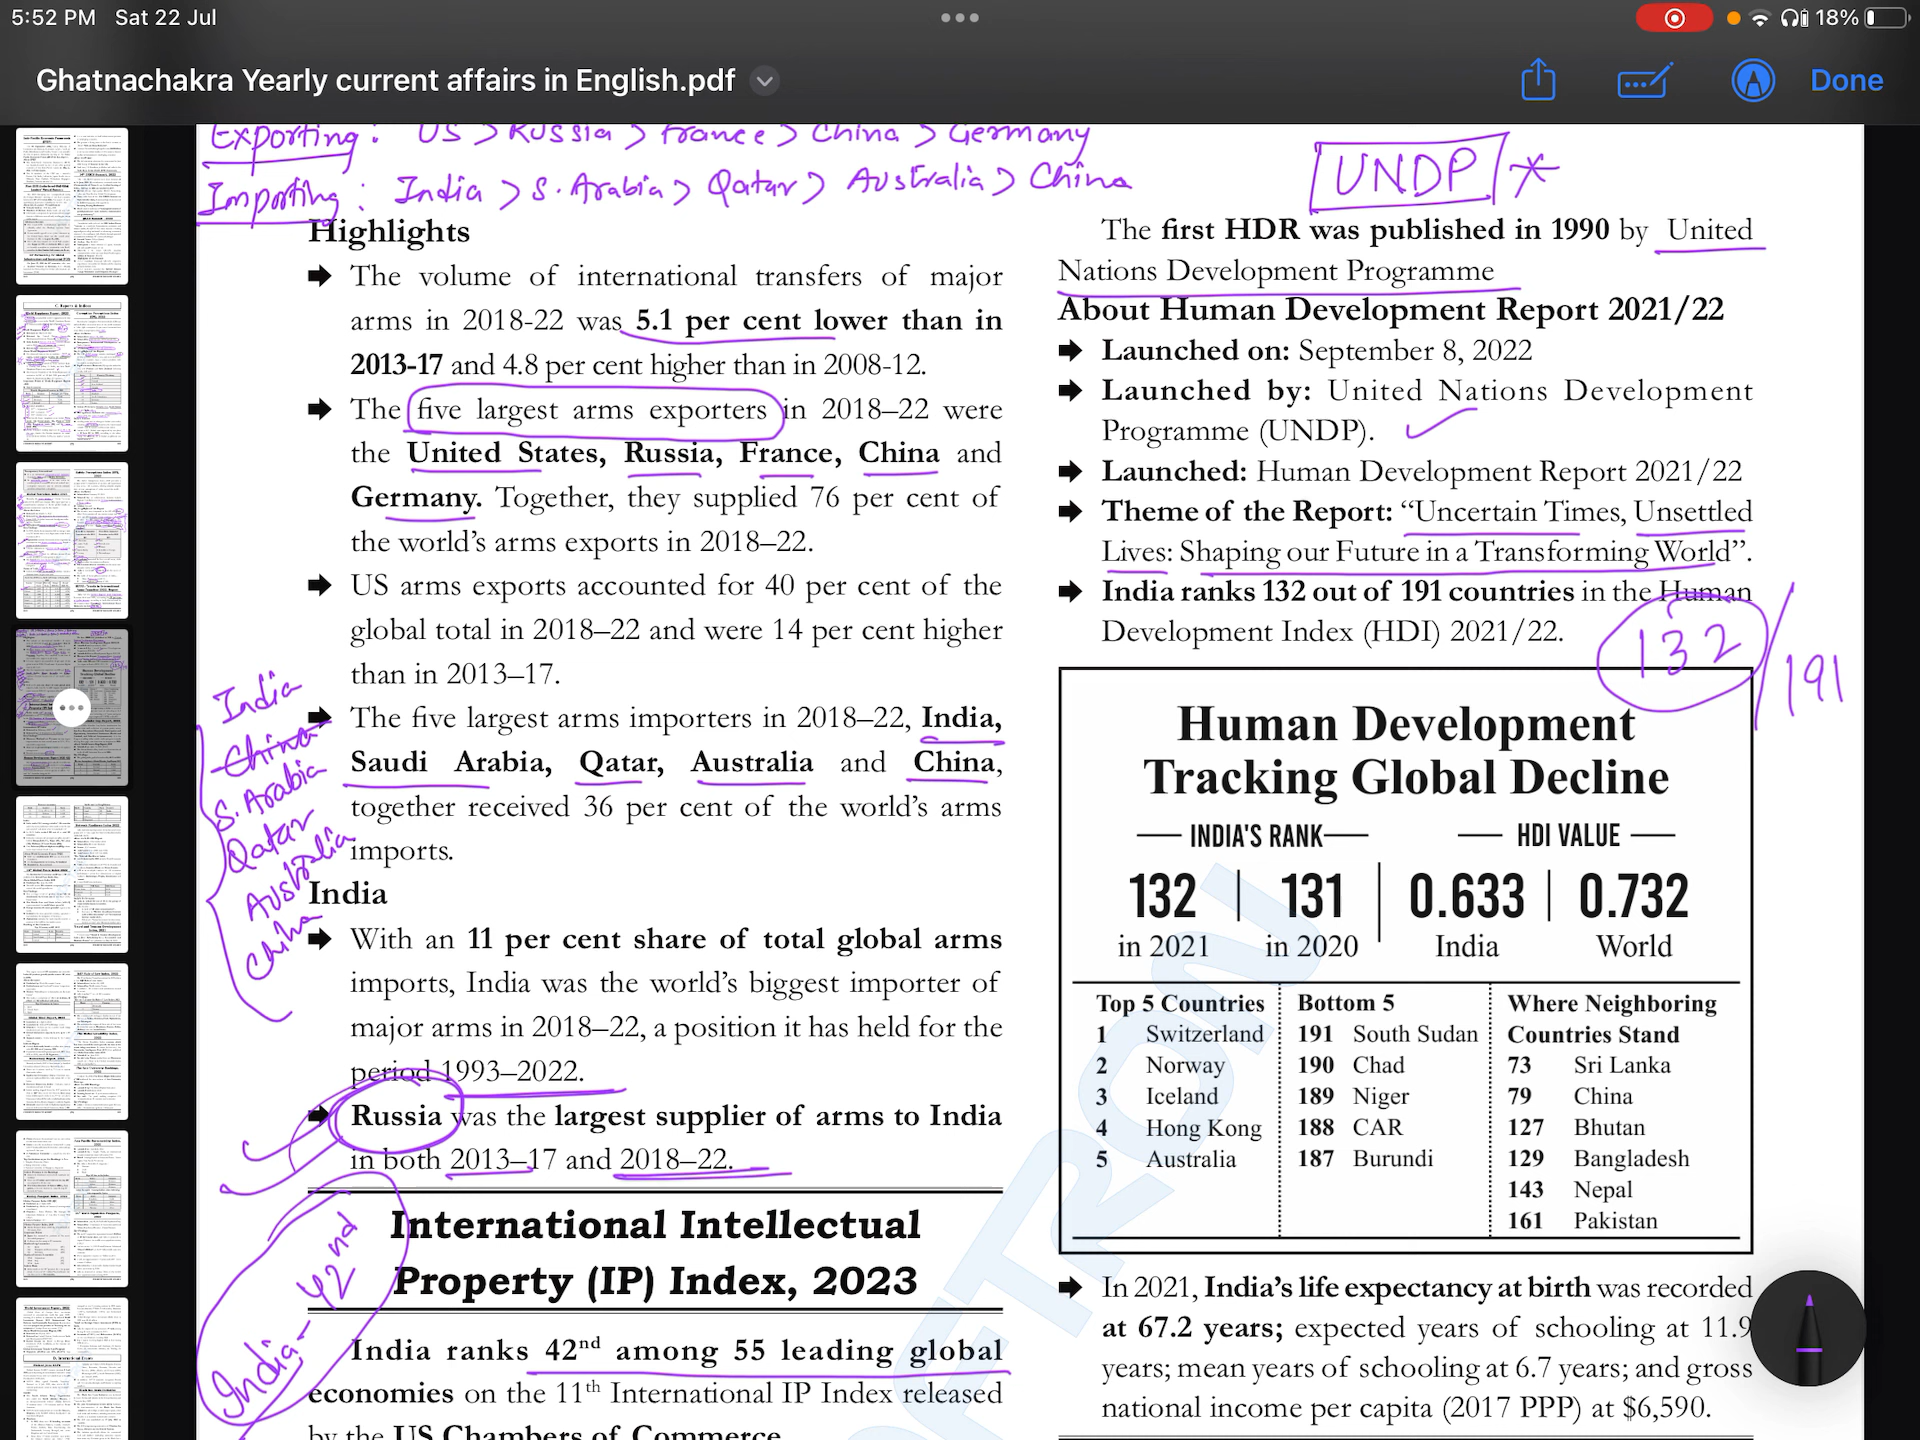 5:52 PM Sat 22 Jul
18%
Ghatnachakra Yearly current affairs in English.pdf
Done
Exporting: US > Russia > France > China > Germany
Importing: India > S. Arabia > Qatar > Australia > China
Highlights
The volume of international transfers of major
arms in 2018-22 was 5.1 per cent lower than in
2013-17 and 4.8 per cent higher than in 2008-12.
The five largest arms exporters in 2018–22 were
the United States, Russia, France, China and
Germany. Together, they supplied 76 per cent of
the world's arms exports in 2018–22.
US arms exports accounted for 40 per cent of the
global total in 2018–22 and were 14 per cent higher
than in 2013–17.
The five largest arms importers in 2018–22, India,
Saudi Arabia, Qatar, Australia and China,
together received 36 per cent of the world's arms
imports.
India
China
S. Arabia
Qatar
Australia
China
India
With an 11 per cent share of total global arms
imports, India was the world's biggest importer of
major arms in 2018–22, a position it has held for the
period 1993–2022.
Russia was the largest supplier of arms to India
in both 2013–17 and 2018–22.
India - 42nd
International Intellectual
Property (IP) Index, 2023
India ranks 42nd among 55 leading global
economies on the 11th International IP Index released
by the US Chambers of Commerce
UNDP *
The first HDR was published in 1990 by United
Nations Development Programme
About Human Development Report 2021/22
Launched on: September 8, 2022
Launched by: United Nations Development
Programme (UNDP).
Launched: Human Development Report 2021/22
Theme of the Report: “Uncertain Times, Unsettled
Lives: Shaping our Future in a Transforming World”.
India ranks 132 out of 191 countries in the Human
Development Index (HDI) 2021/22.
132/191
Human Development
Tracking Global Decline
INDIA'S RANK HDI VALUE
132 131 0.633 0.732
in 2021 in 2020 India World
Top 5 Countries
1 Switzerland
2 Norway
3 Iceland
4 Hong Kong
5 Australia
Bottom 5
191 South Sudan
190 Chad
189 Niger
188 CAR
187 Burundi
Where Neighboring
Countries Stand
73 Sri Lanka
79 China
127 Bhutan
129 Bangladesh
143 Nepal
161 Pakistan
In 2021, India's life expectancy at birth was recorded
at 67.2 years; expected years of schooling at 11.9
years; mean years of schooling at 6.7 years; and gross
national income per capita (2017 PPP) at $6,590.